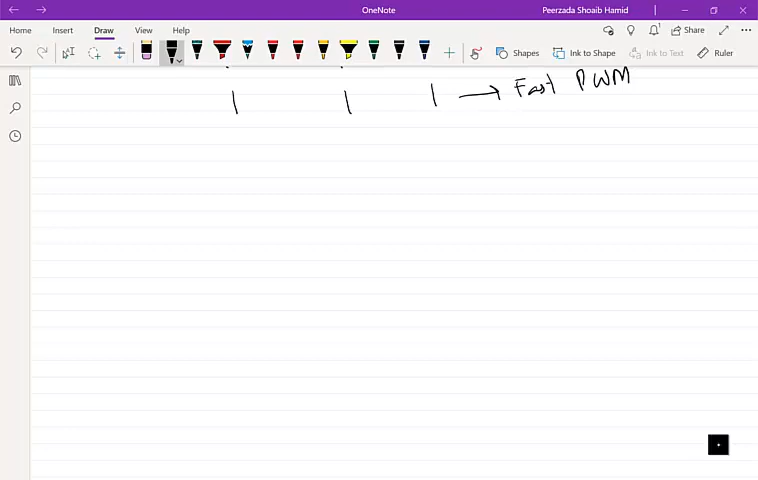 OneNote
Peerzada Shoaib Hamid
Home Insert Draw View Help
Share
Shapes Ink to Shape Ink to Text Ruler
1 1 1 → Fast PWM